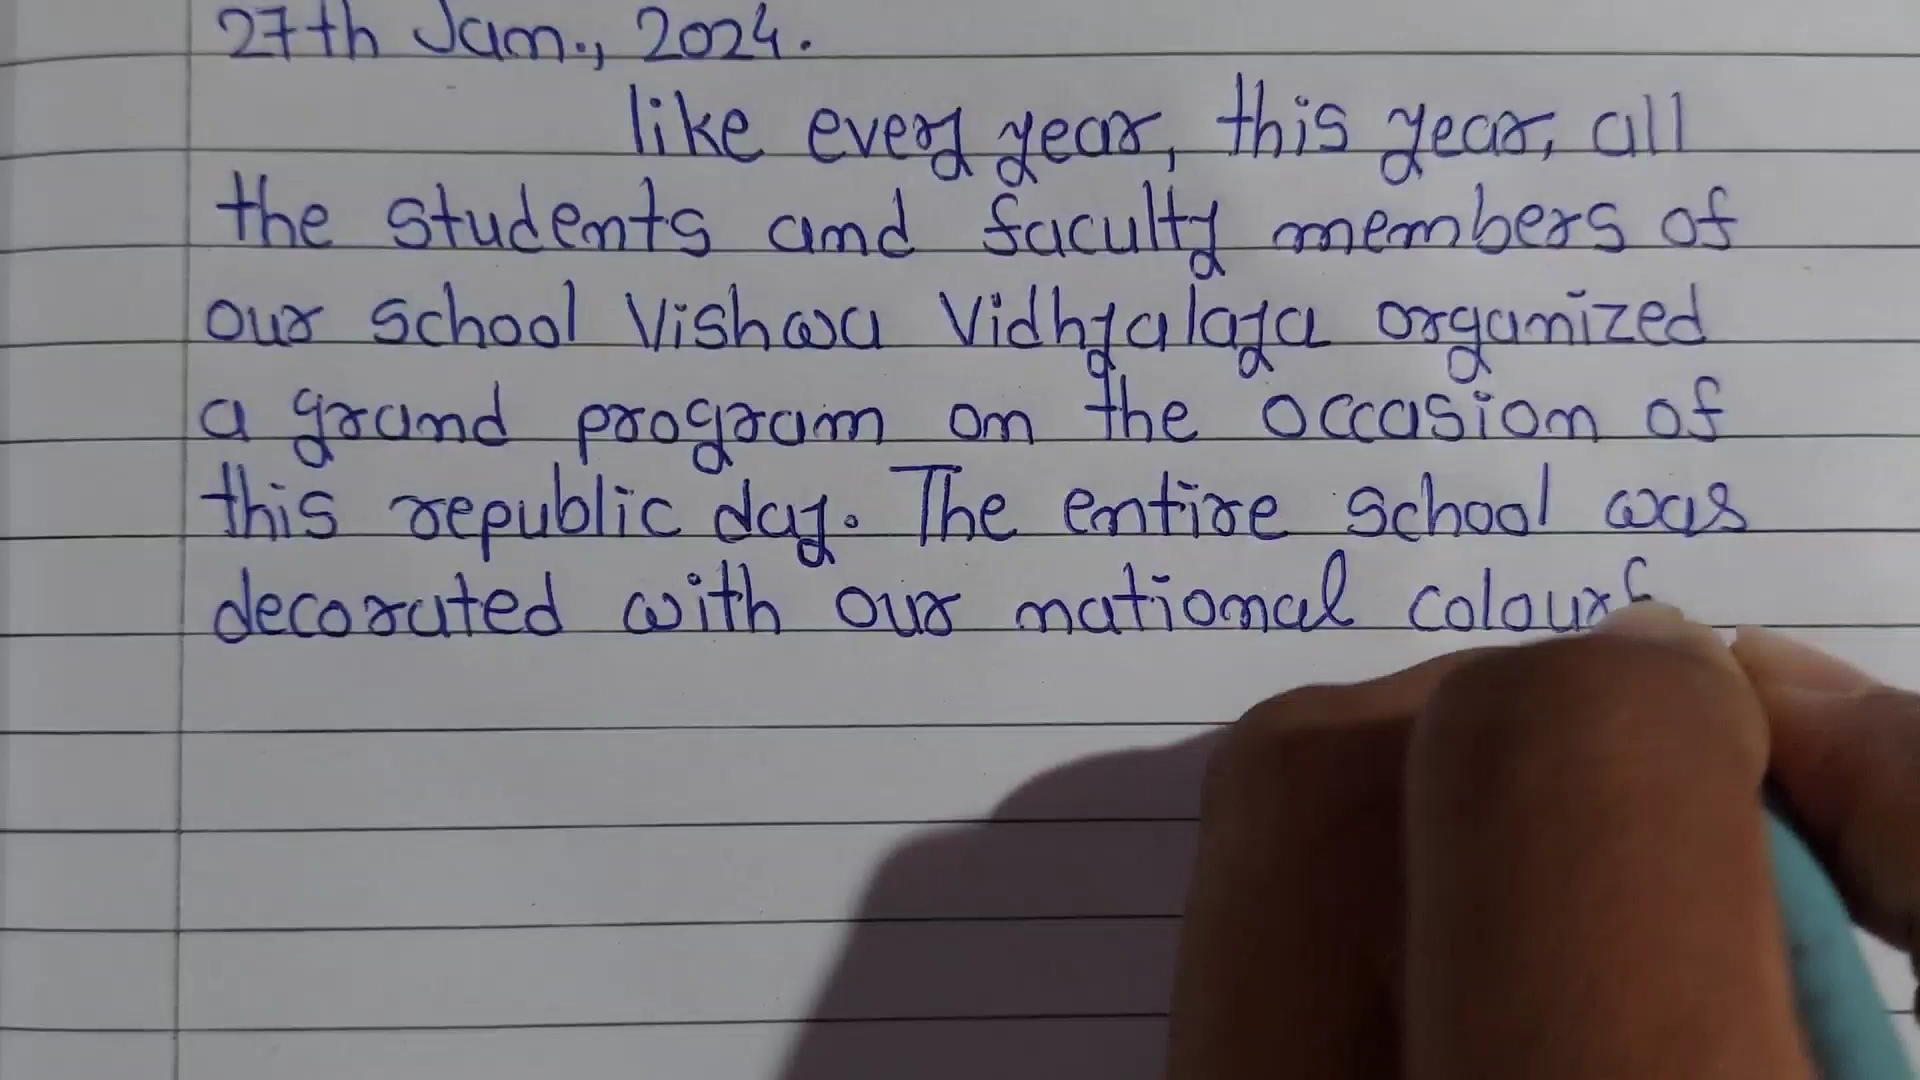 27th Jan., 2024.
like every year, this year, all
the students and faculty members of
our school Vishwa Vidhyalaya organized
a grand program on the occasion of
this republic day. The entire school was
decorated with our national colours